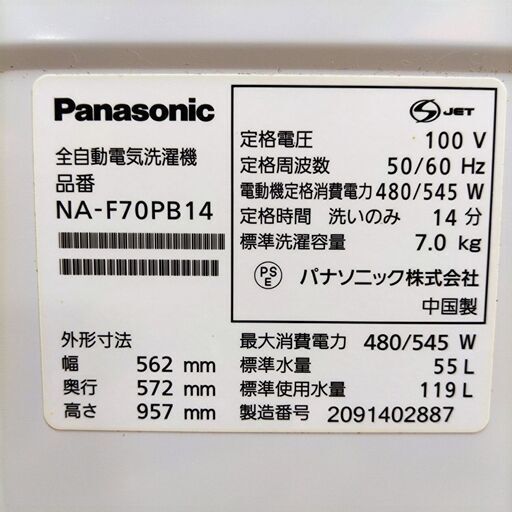 Panasonic
全自動電気洗濯機
品番
NA-F70PB14
外形寸法
幅 562 mm
奥行 572 mm
高さ 957 mm
S JET
定格電圧 100 V
定格周波数 50/60 Hz
電動機定格消費電力 480/545 W
定格時間 洗いのみ 14 分
標準洗濯容量 7.0 kg
PS E パナソニック株式会社
中国製
最大消費電力 480/545 W
標準水量 55 L
標準使用水量 119 L
製造番号 2091402887